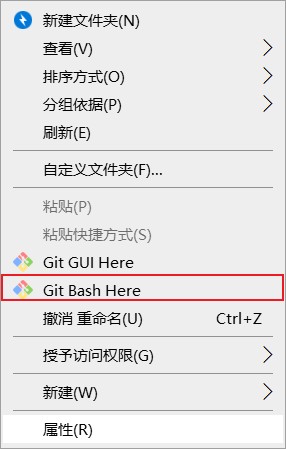 新建文件夹(N)
查看(V)
排序方式(O)
分组依据(P)
刷新(E)
自定义文件夹(F)...
粘贴(P)
粘贴快捷方式(S)
Git GUI Here
Git Bash Here
撤消 重命名(U) Ctrl+Z
授予访问权限(G)
新建(W)
属性(R)